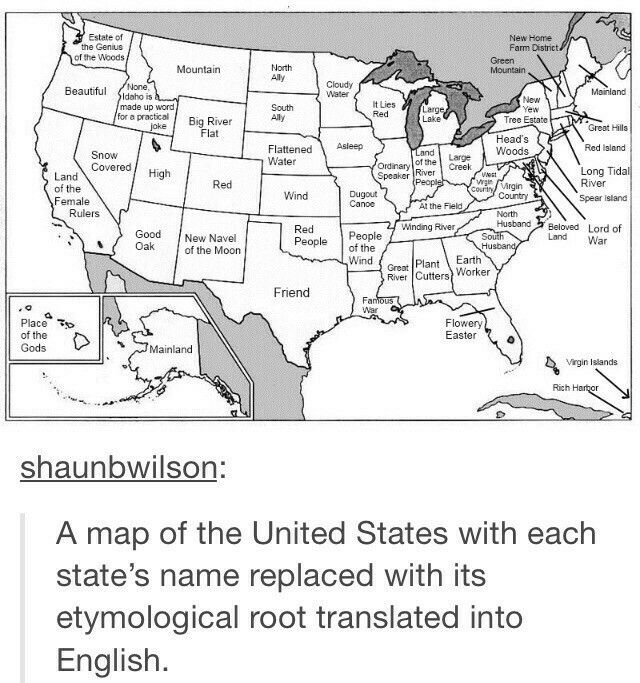 Estate of
the Genius
of the Woods
Beautiful
None,
Idaho is a
made up word
for a practical
joke
Mountain
North
Ally
South
Ally
Big River
Flat
Snow
Covered
High
Land
of the
Female
Rulers
Red
Good
Oak
New Navel
of the Moon
Flattened
Water
Wind
Red
People
Friend
Cloudy
Water
It Lies
Red
Large
Lake
Asleep
Dugout
Canoe
People
of the
Wind
Famous
War
Ordinary
Speaker
Land
of the
River
People
Large
Creek
At the Field
Winding River
Great
River
Plant
Cutters
Earth
Worker
Flowery
Easter
South
Husband
North
Husband
West
Virgin
Country
Virgin
Country
Head's
Woods
New
Yew
Tree Estate
Green
Mountain
New Home
Farm District
Mainland
Great Hills
Red Island
Long Tidal
River
Spear Island
Beloved
Land
Lord of
War
Place
of the
Gods
Mainland
Virgin Islands
Rich Harbor
shaunbwilson:
A map of the United States with each
state's name replaced with its
etymological root translated into
English.